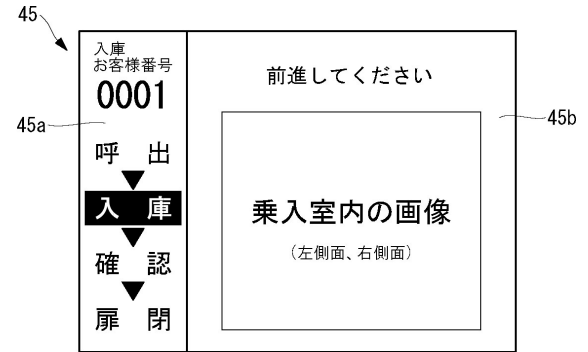 45
入庫
お客様番号
0001
45a
呼 出
入 庫
確 認
扉 閉
前進してください
45b
乗入室内の画像
(左側面、右側面)